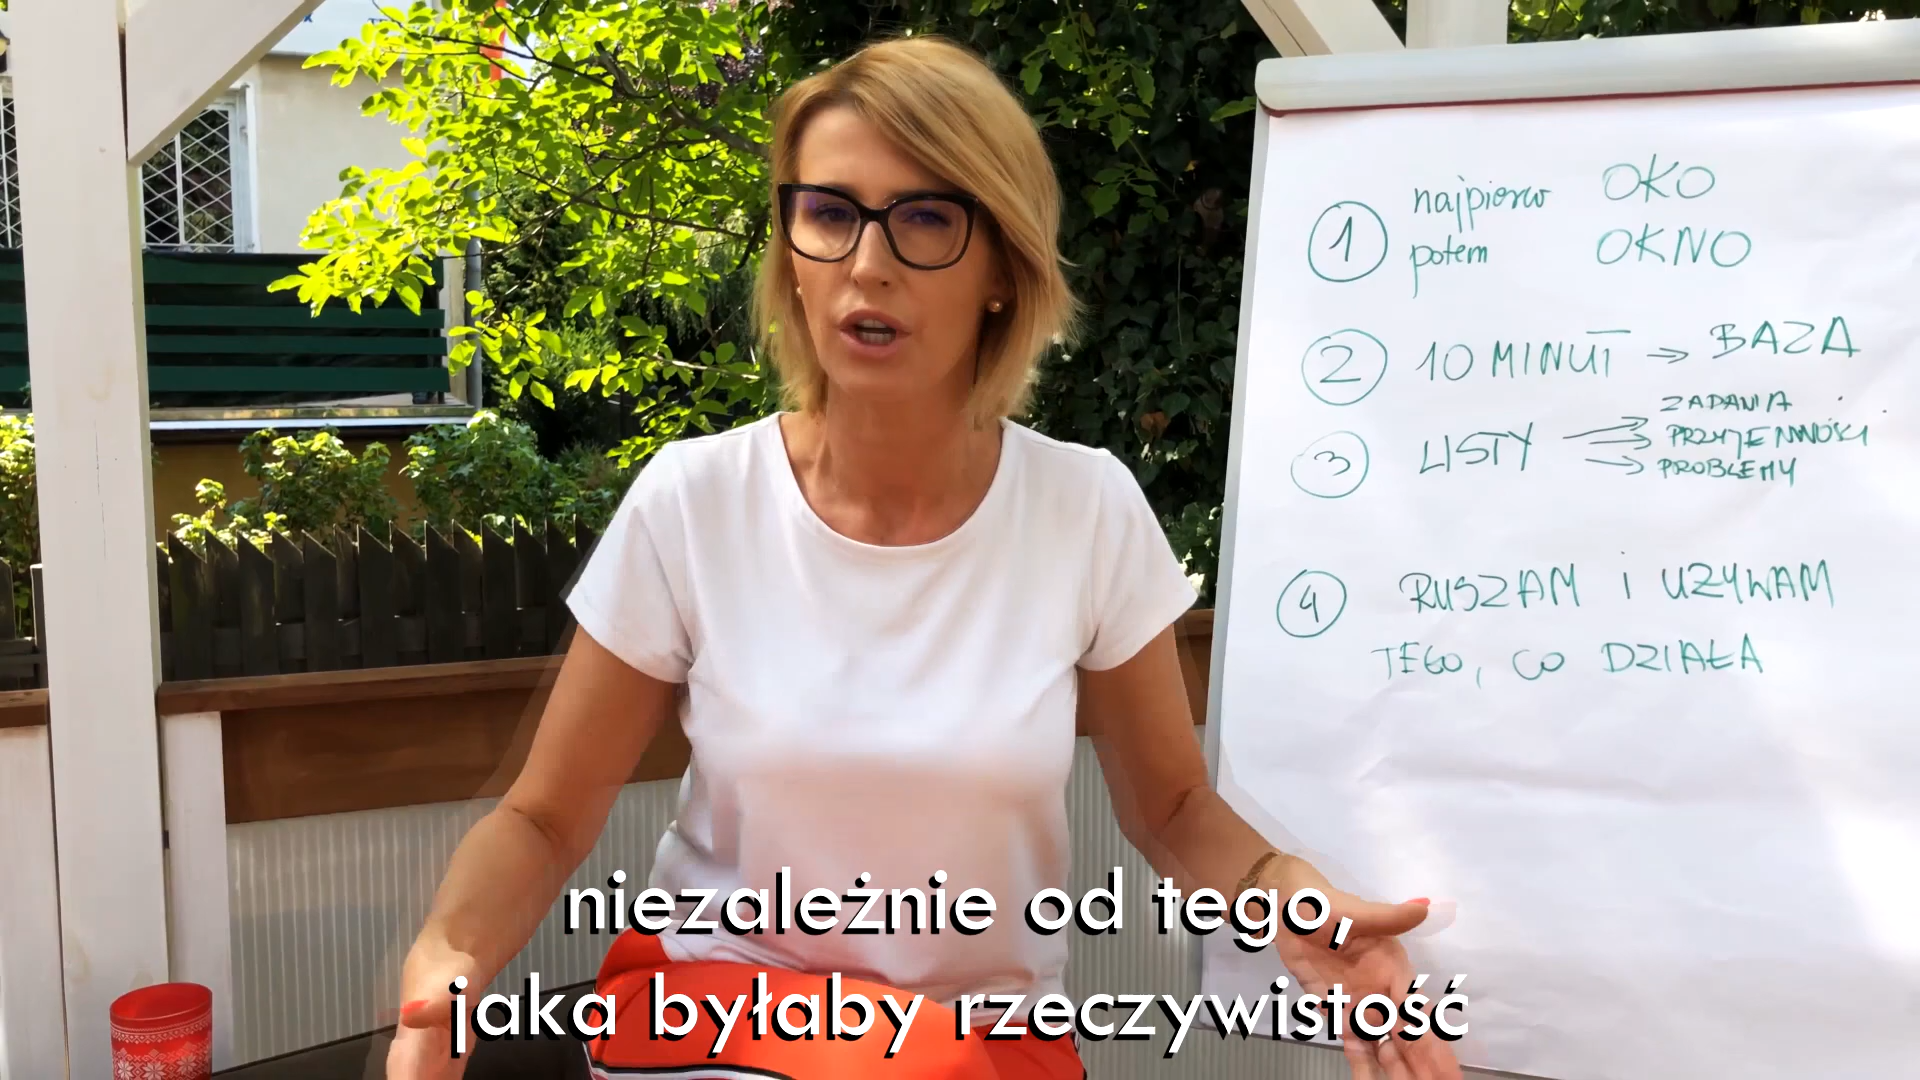 1 najpierw OKO
potem OKNO
2 10 MINUT → BAZA
3 LISTY → ZADANIA
→ PRZYJEMNOŚCI
→ PROBLEMY
4 RUSZAM i UŻYWAM
TEGO, CO DZIAŁA
niezależnie od tego,
jaka byłaby rzeczywistość